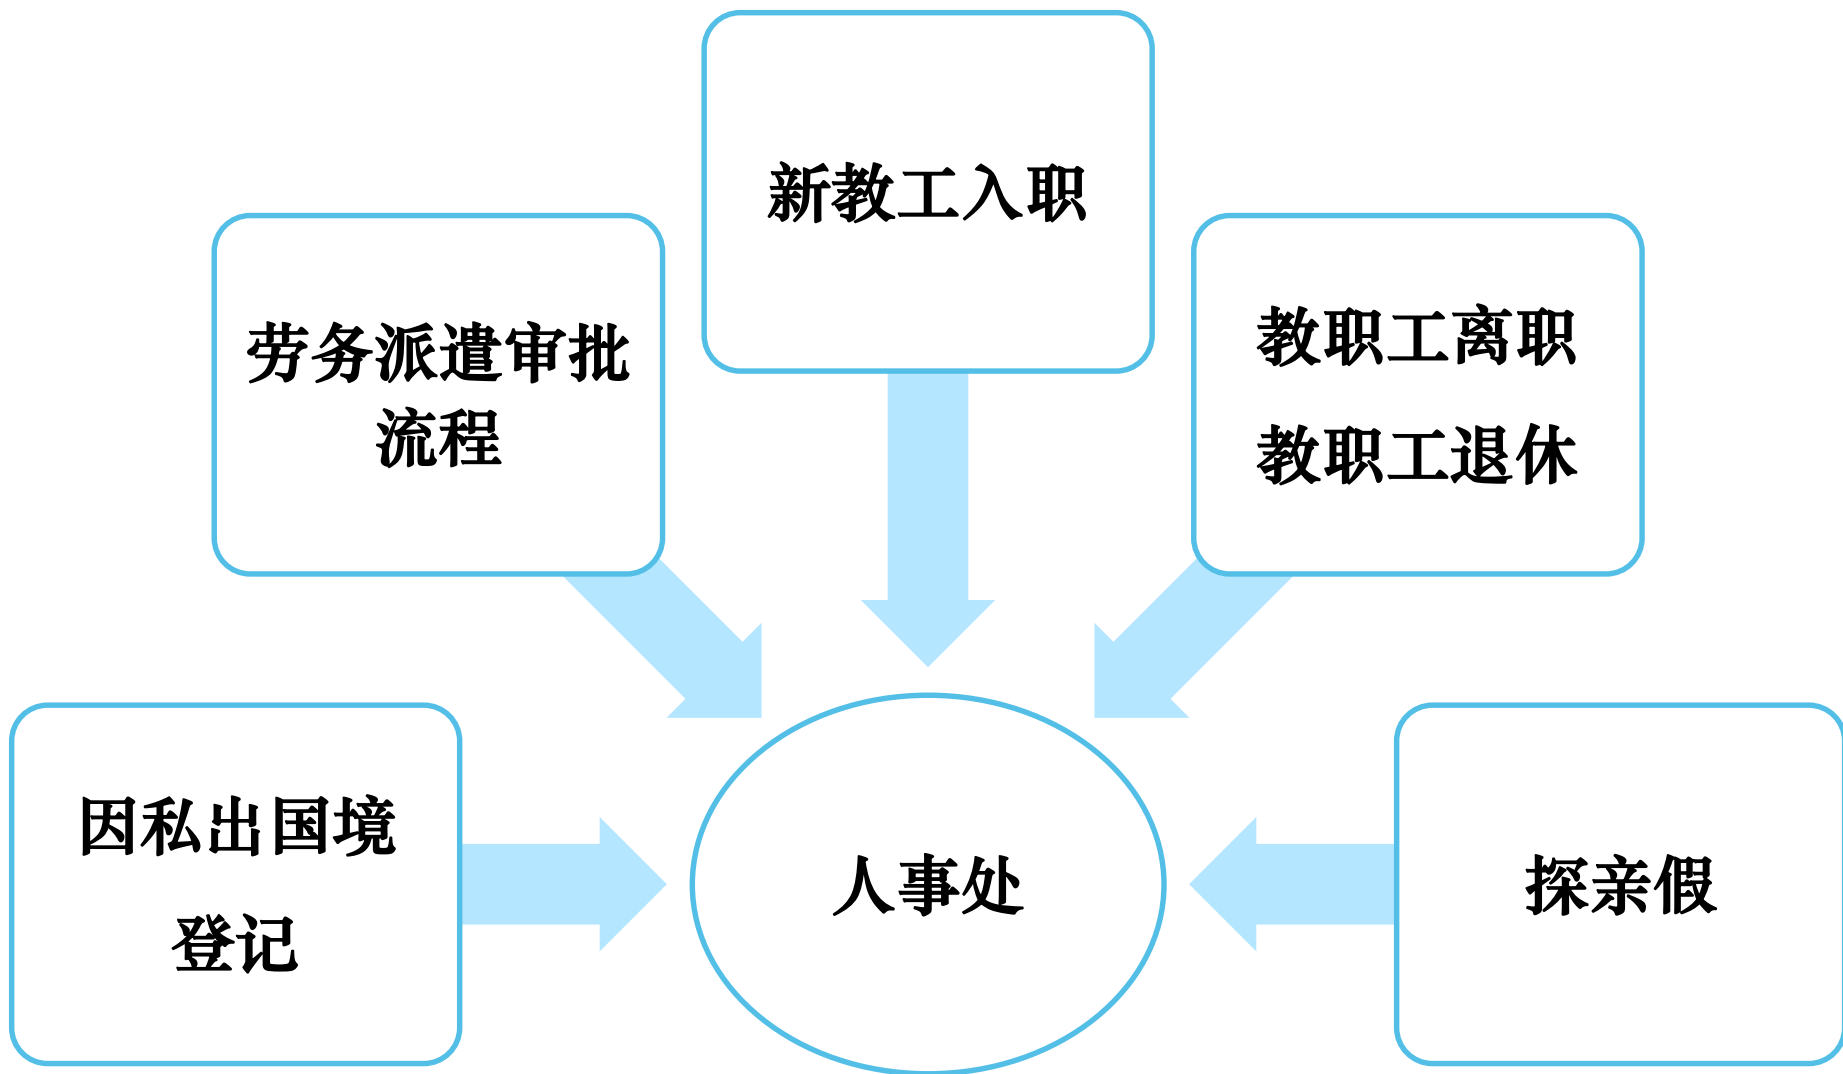 新教工入职
劳务派遣审批
流程
教职工离职
教职工退休
因私出国境
登记
人事处
探亲假